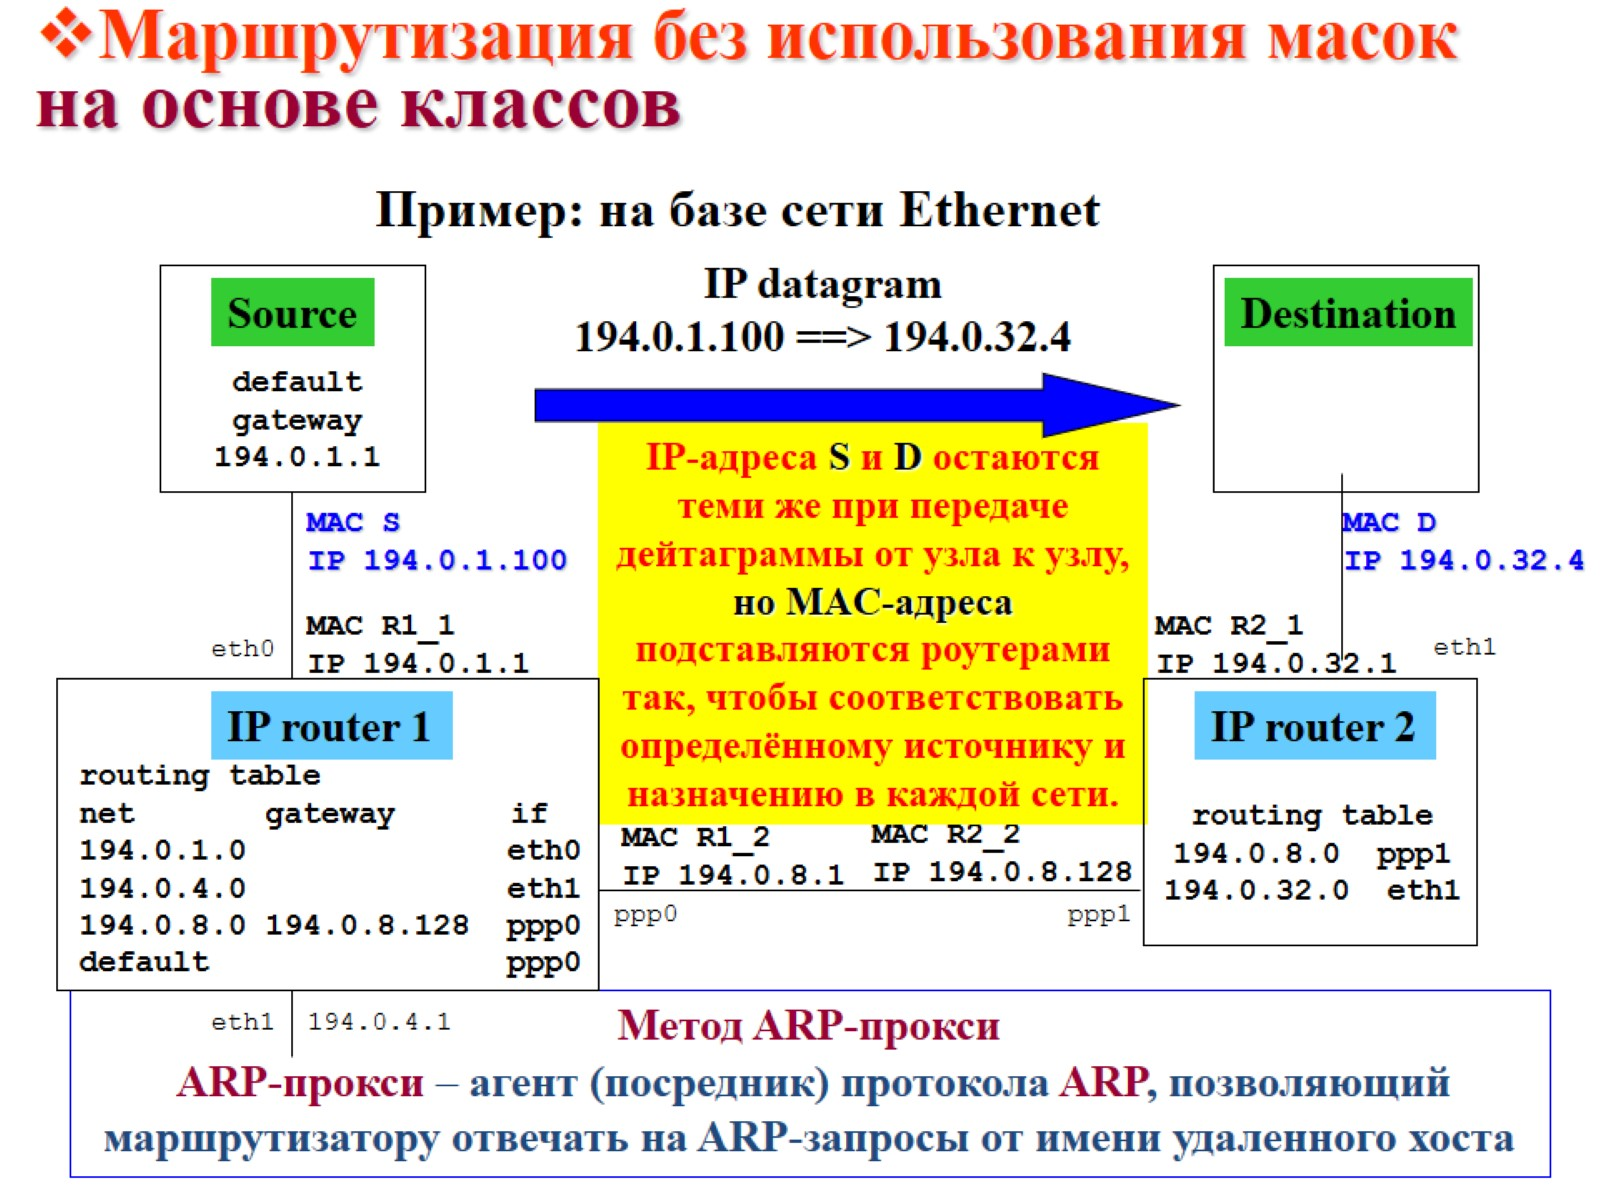 ❖Маршрутизация без использования масок
на основе классов
Пример: на базе сети Ethernet
Source
default
gateway
194.0.1.1
IP datagram
194.0.1.100 ==> 194.0.32.4
Destination
IP-адреса S и D остаются
теми же при передаче
дейтаграммы от узла к узлу,
но MAC-адреса
подставляются роутерами
так, чтобы соответствовать
определённому источнику и
назначению в каждой сети.
MAC S
IP 194.0.1.100
MAC D
IP 194.0.32.4
eth0
MAC R1_1
IP 194.0.1.1
MAC R2_1
IP 194.0.32.1
eth1
IP router 1
routing table
net gateway if
194.0.1.0 eth0
194.0.4.0 eth1
194.0.8.0 194.0.8.128 ppp0
default ppp0
MAC R1_2
IP 194.0.8.1
MAC R2_2
IP 194.0.8.128
ppp0
ppp1
IP router 2
routing table
194.0.8.0 ppp1
194.0.32.0 eth1
eth1 194.0.4.1
Метод ARP-прокси
ARP-прокси – агент (посредник) протокола ARP, позволяющий
маршрутизатору отвечать на ARP-запросы от имени удаленного хоста